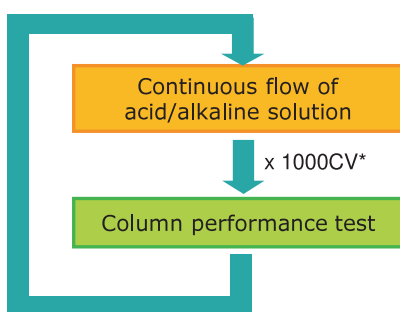 Continuous flow of
acid/alkaline solution
x 1000CV*
Column performance test